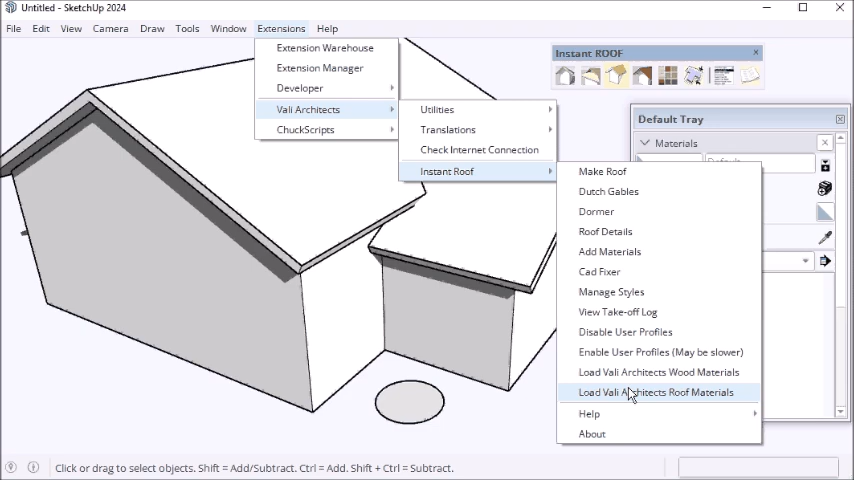 Untitled - SketchUp 2024
File Edit View Camera Draw Tools Window Extensions Help
Extension Warehouse
Extension Manager
Developer
Vali Architects
ChuckScripts
Utilities
Translations
Check Internet Connection
Instant Roof
Make Roof
Dutch Gables
Dormer
Roof Details
Add Materials
Cad Fixer
Manage Styles
View Take-off Log
Disable User Profiles
Enable User Profiles (May be slower)
Load Vali Architects Wood Materials
Load Vali Architects Roof Materials
Help
About
Instant ROOF
Default Tray
Materials
Click or drag to select objects. Shift = Add/Subtract. Ctrl = Add. Shift + Ctrl = Subtract.